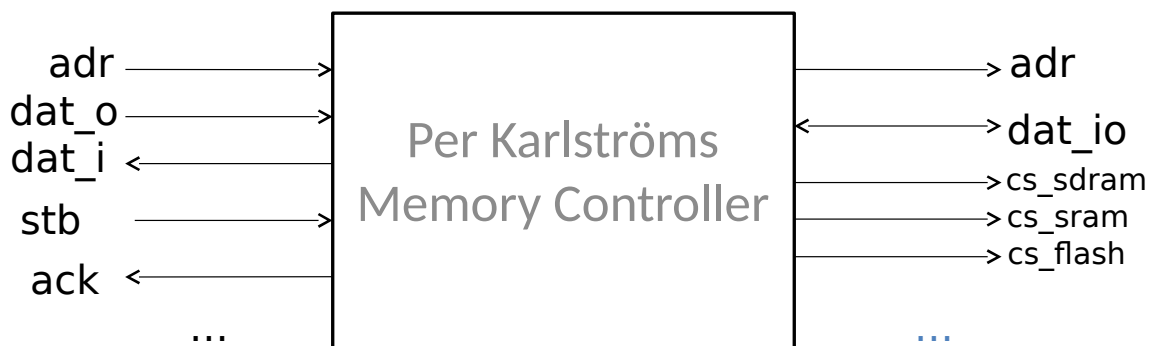 adr
dat_o
dat_i
stb
ack
...
Per Karlströms
Memory Controller
adr
dat_io
cs_sdram
cs_sram
cs_flash
...